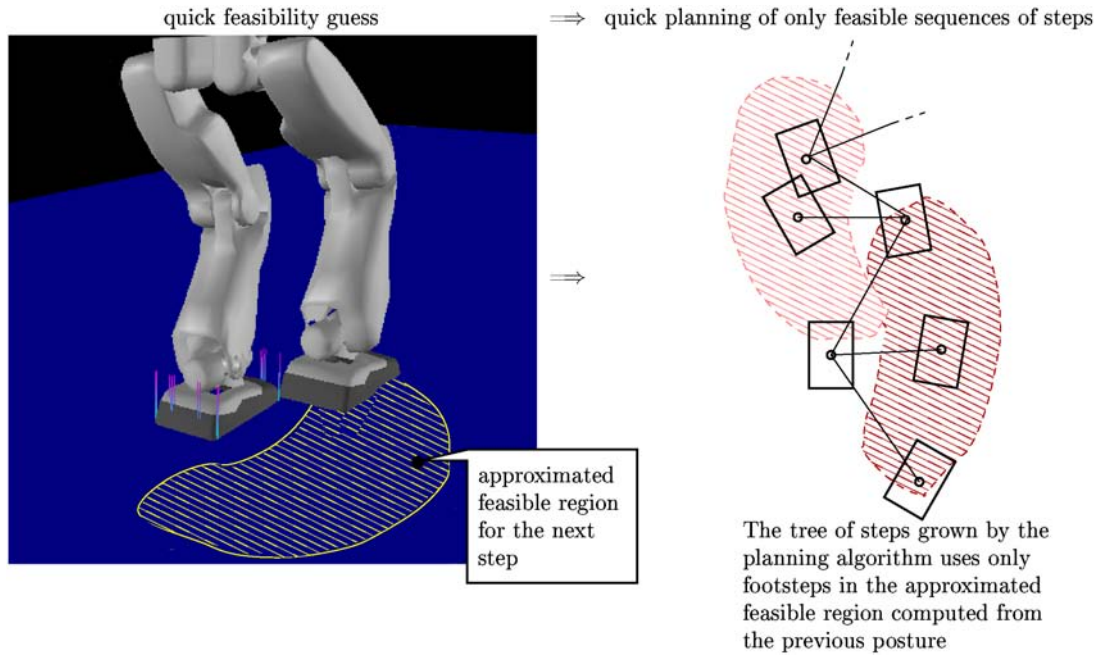 quick feasibility guess
⟹ quick planning of only feasible sequences of steps
⟹
approximated
feasible region
for the next
step
The tree of steps grown by the
planning algorithm uses only
footsteps in the approximated
feasible region computed from
the previous posture